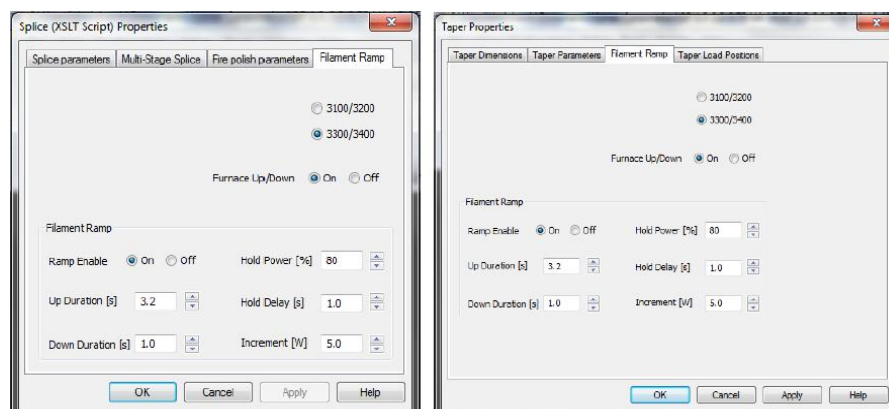 Splice (XSLT Script) Properties
Splice parameters Multi-Stage Splice Fire polish parameters Filament Ramp
3100/3200
3300/3400
Furnace Up/Down On Off
Filament Ramp
Ramp Enable On Off Hold Power [%] 80
Up Duration [s] 3.2 Hold Delay [s] 1.0
Down Duration [s] 1.0 Increment [W] 5.0
OK Cancel Apply Help
Taper Properties
Taper Dimensions Taper Parameters Filament Ramp Taper Load Positions
3100/3200
3300/3400
Furnace Up/Down On Off
Filament Ramp
Ramp Enable On Off Hold Power [%] 80
Up Duration [s] 3.2 Hold Delay [s] 1.0
Down Duration [s] 1.0 Increment [W] 5.0
OK Cancel Apply Help